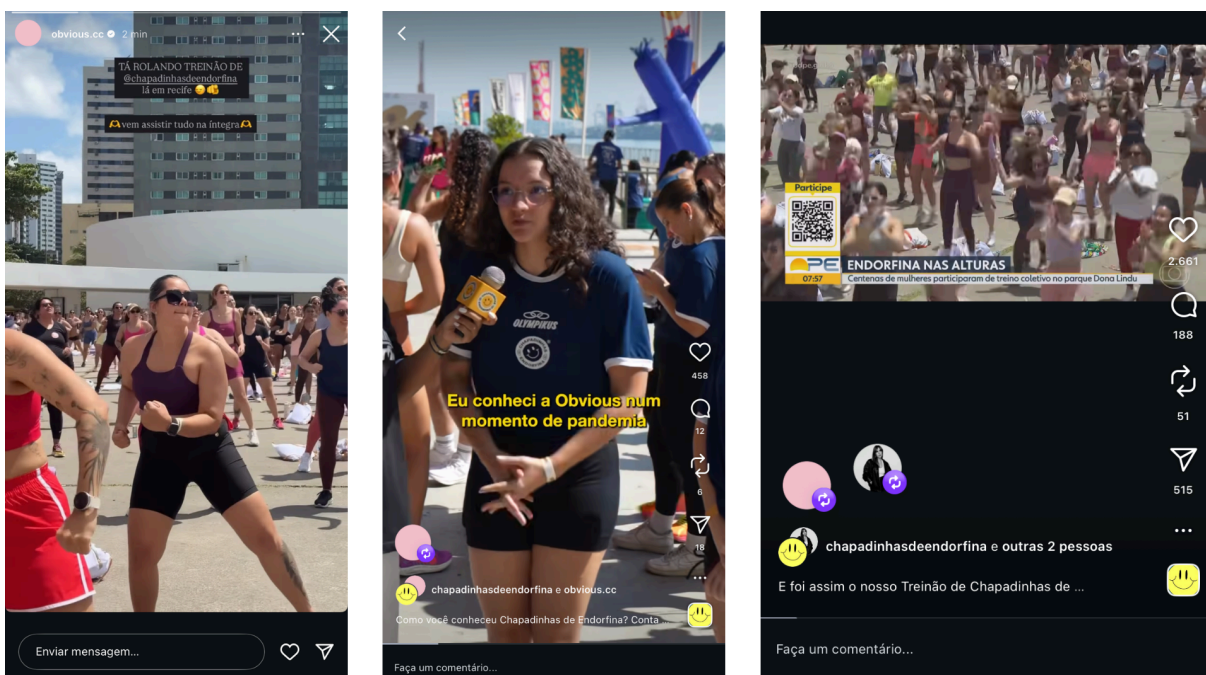 obvious.cc 2 min
TÁ ROLANDO TREINÃO DE
@chapadinhasdeendorfina
lá em recife 🥲🫶
🫶vem assistir tudo na íntegra🫶
Enviar mensagem...
OLYMPIKUS
Eu conheci a Obvious num
momento de pandemia
458
12
6
18
chapadinhasdeendorfina e obvious.cc
Como você conheceu Chapadinhas de Endorfina? Conta ...
Faça um comentário...
Participe
PE
07:57
ENDORFINA NAS ALTURAS
Centenas de mulheres participaram de treino coletivo no parque Dona Lindu
2.661
188
51
515
chapadinhasdeendorfina e outras 2 pessoas
E foi assim o nosso Treinão de Chapadinhas de ...
Faça um comentário...